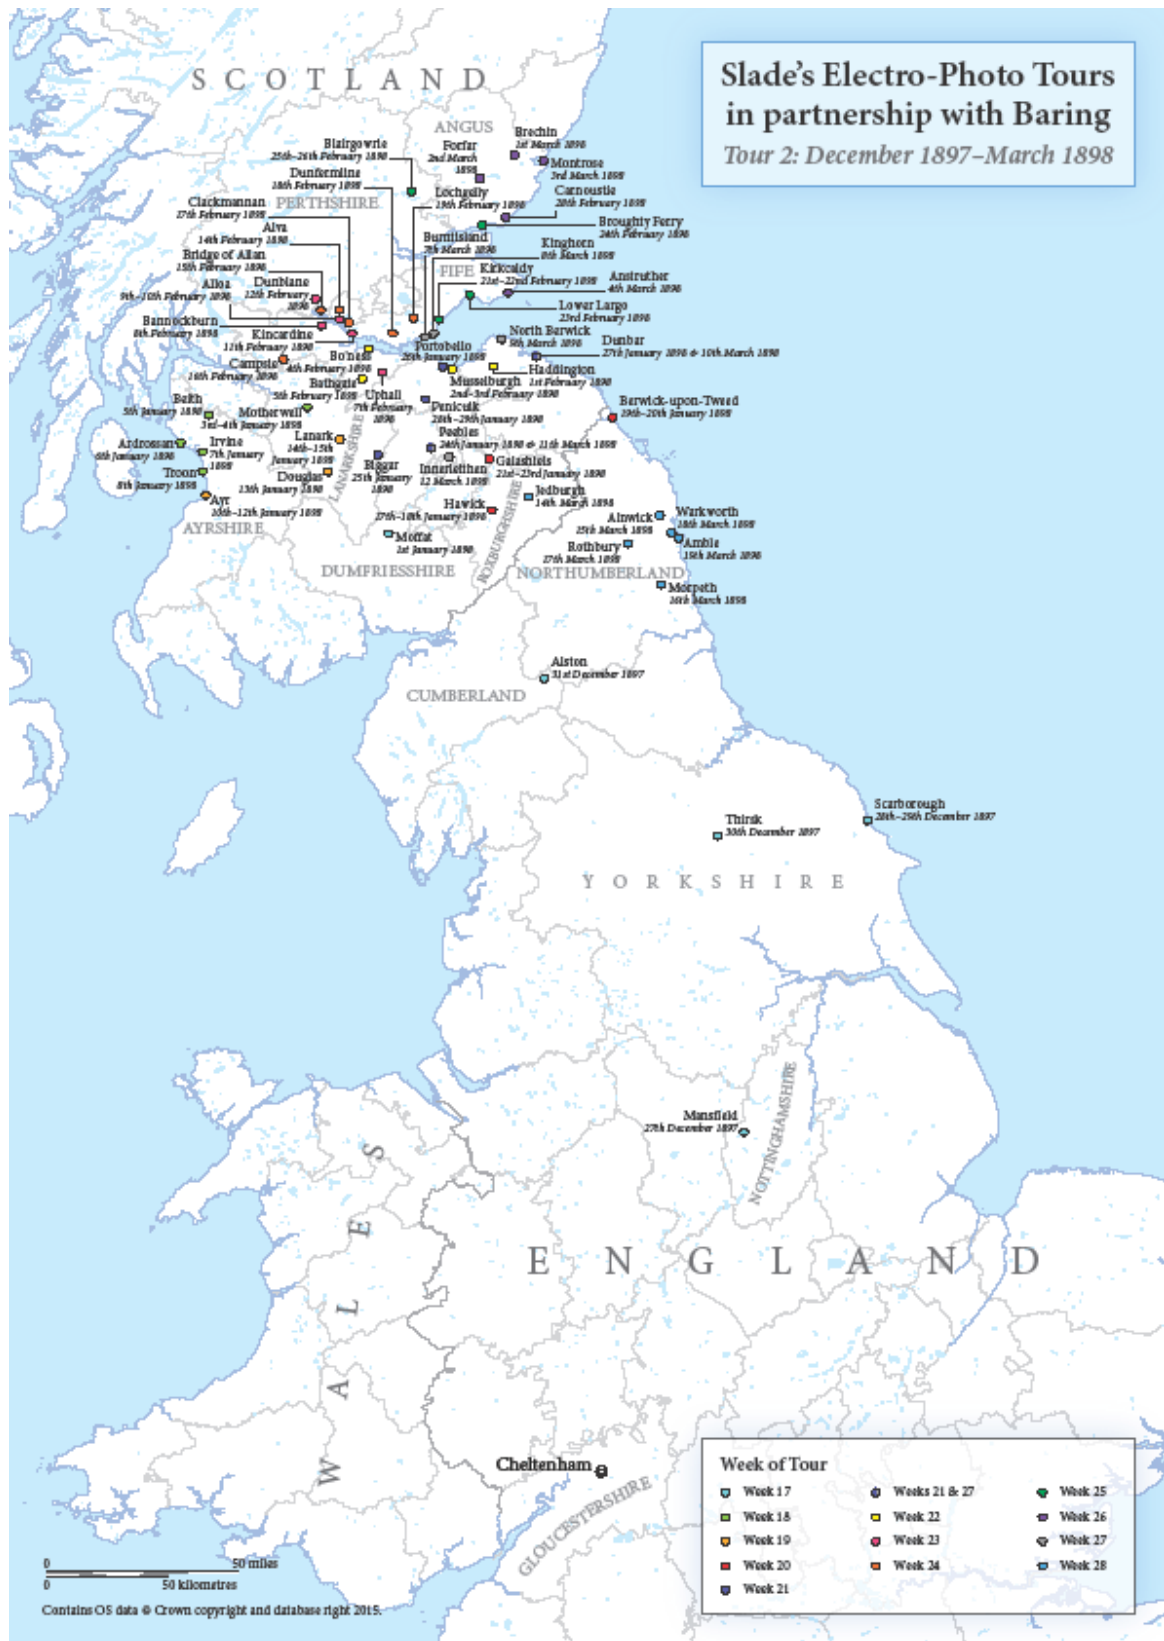 Slade's Electro-Photo Tours
in partnership with Baring
Tour 2: December 1897–March 1898
SCOTLAND
ANGUS
Brechin
1st March 1898
Forfar
2nd March
1898
Montrose
3rd March 1898
Blairgowrie
25th–26th February 1898
Dunfermline
18th February 1898
Carnoustie
28th February 1898
Lochgelly
19th February 1898
PERTHSHIRE
Clackmannan
17th February 1898
Broughty Ferry
24th February 1898
Alva
14th February 1898
Burntisland
7th March 1898
Kinghorn
8th March 1898
Bridge of Allan
15th February 1898
FIFE
Kirkcaldy
21st–22nd February 1898
Anstruther
4th March 1898
Alloa
9th–10th February 1898
Dunblane
12th February
1898
Lower Largo
23rd February 1898
Bannockburn
8th February 1898
Kincardine
11th February 1898
North Berwick
9th March 1898
Dunbar
27th January 1898 & 10th March 1898
Portobello
26th January 1898
Campsie
16th February 1898
Bo'ness
4th February 1898
Haddington
1st February 1898
Bathgate
5th February 1898
Musselburgh
2nd–3rd February 1898
Uphall
7th February
1898
Beith
5th January 1898
Motherwell
3rd–4th January 1898
Penicuik
28th–29th January 1898
Berwick-upon-Tweed
19th–20th January 1898
Ardrossan
6th January 1898
Irvine
7th January
1898
Lanark
14th–15th
January 1898
LANARKSHIRE
Peebles
24th January 1898 & 11th March 1898
Biggar
25th January
1898
Innerleithen
12 March 1898
Galashiels
21st–23rd January 1898
Troon
8th January 1898
Douglas
13th January 1898
Ayr
10th–12th January 1898
AYRSHIRE
Hawick
17th–18th January 1898
Jedburgh
14th March 1898
ROXBURGHSHIRE
Moffat
1st January 1898
DUMFRIESSHIRE
Alnwick
15th March 1898
Warkworth
18th March 1898
Amble
19th March 1898
Rothbury
17th March 1898
NORTHUMBERLAND
Morpeth
16th March 1898
Alston
31st December 1897
CUMBERLAND
Scarborough
28th–29th December 1897
Thirsk
30th December 1897
YORKSHIRE
Mansfield
27th December 1897
NOTTINGHAMSHIRE
WALES
ENGLAND
Cheltenham
GLOUCESTERSHIRE
Week of Tour
Week 17
Week 18
Week 19
Week 20
Week 21
Weeks 21 & 27
Week 22
Week 23
Week 24
Week 25
Week 26
Week 27
Week 28
0 50 miles
0 50 kilometres
Contains OS data © Crown copyright and database right 2015.